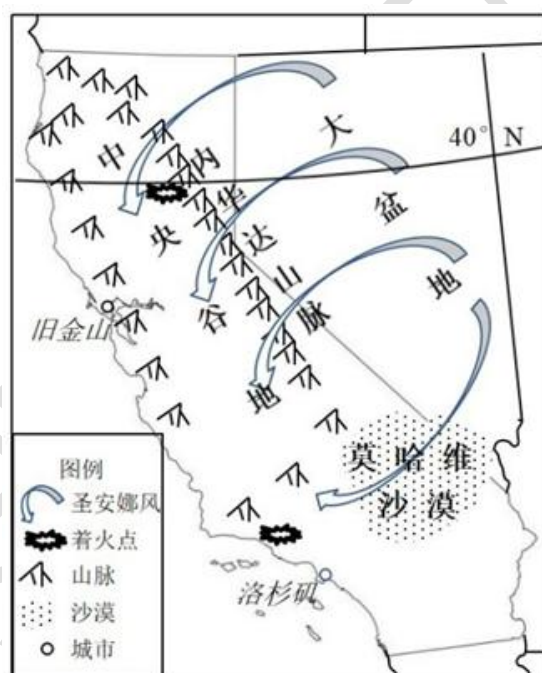 大盆地
40° N
中央谷地
内华达山脉
旧金山
莫哈维
沙漠
洛杉矶
图例
圣安娜风
着火点
山脉
沙漠
城市